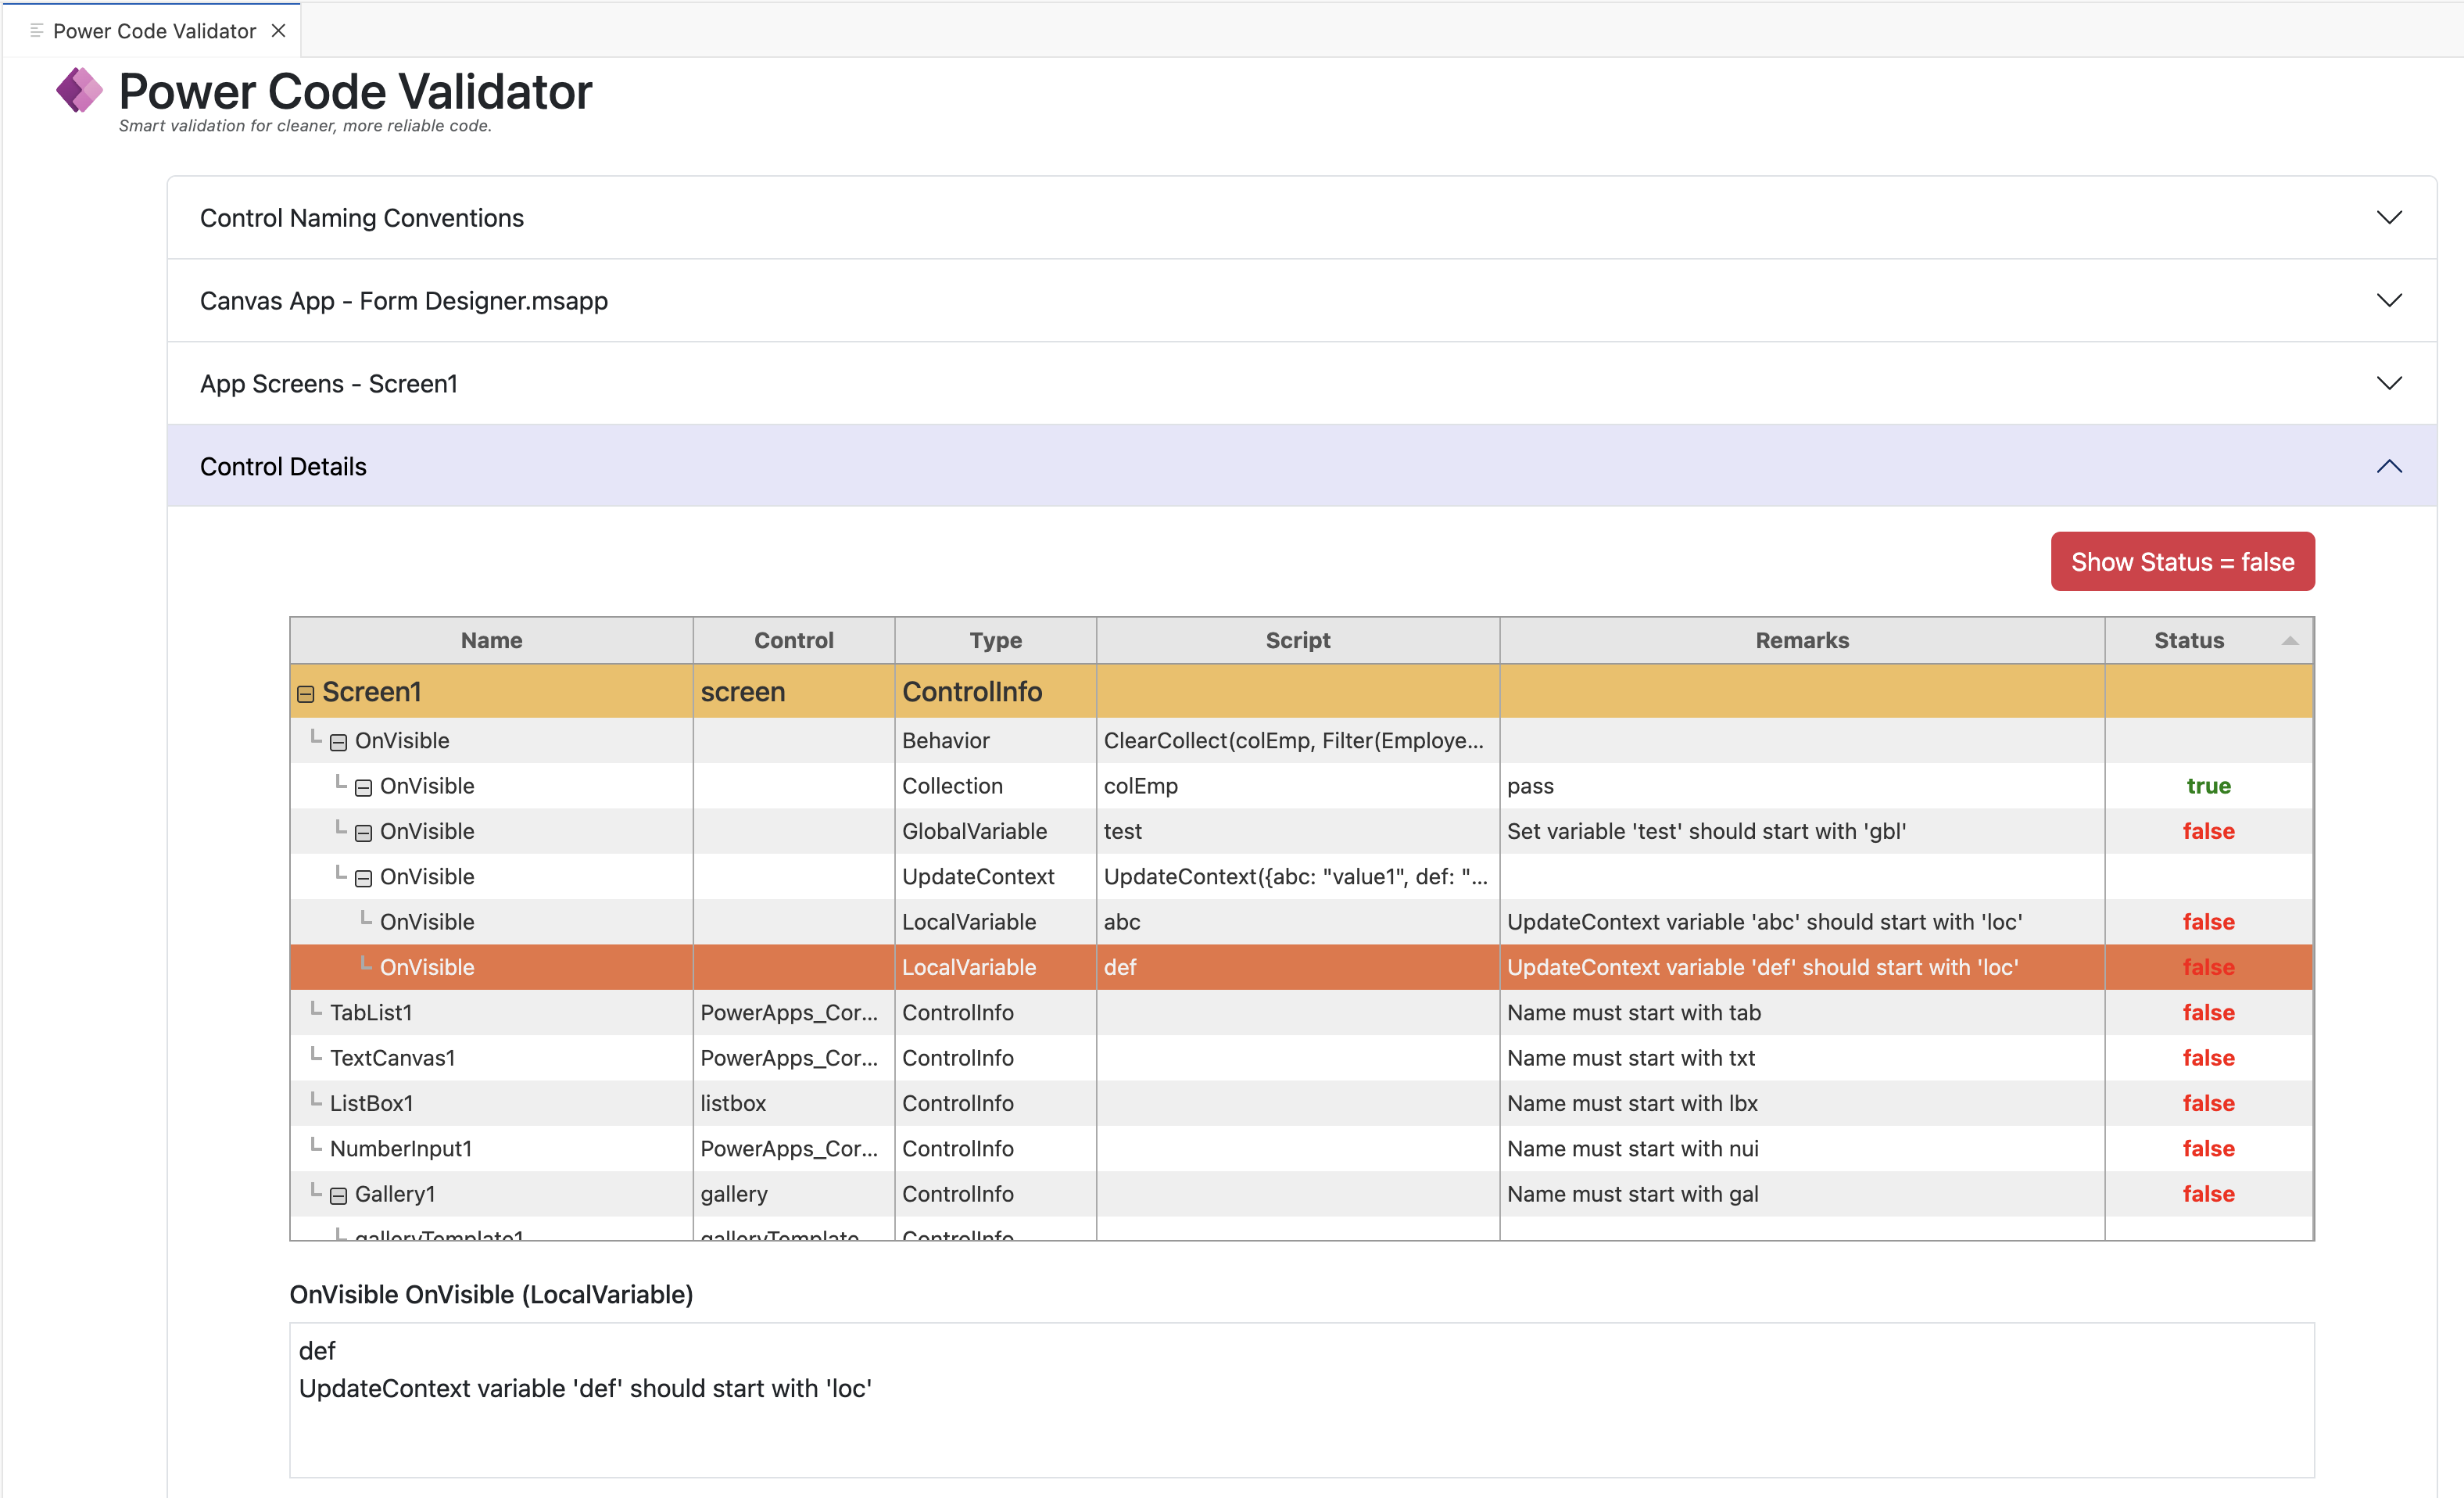 Power Code Validator
Power Code Validator
Smart validation for cleaner, more reliable code.
Control Naming Conventions
Canvas App - Form Designer.msapp
App Screens - Screen1
Control Details
Show Status = false
Name Control Type Script Remarks Status
Screen1 screen ControlInfo
OnVisible Behavior ClearCollect(colEmp, Filter(Employe...
OnVisible Collection colEmp pass true
OnVisible GlobalVariable test Set variable 'test' should start with 'gbl' false
OnVisible UpdateContext UpdateContext({abc: "value1", def: "...
OnVisible LocalVariable abc UpdateContext variable 'abc' should start with 'loc' false
OnVisible LocalVariable def UpdateContext variable 'def' should start with 'loc' false
TabList1 PowerApps_Cor... ControlInfo Name must start with tab false
TextCanvas1 PowerApps_Cor... ControlInfo Name must start with txt false
ListBox1 listbox ControlInfo Name must start with lbx false
NumberInput1 PowerApps_Cor... ControlInfo Name must start with nui false
Gallery1 gallery ControlInfo Name must start with gal false
galleryTemplate1 galleryTemplate ControlInfo
OnVisible OnVisible (LocalVariable)
def
UpdateContext variable 'def' should start with 'loc'